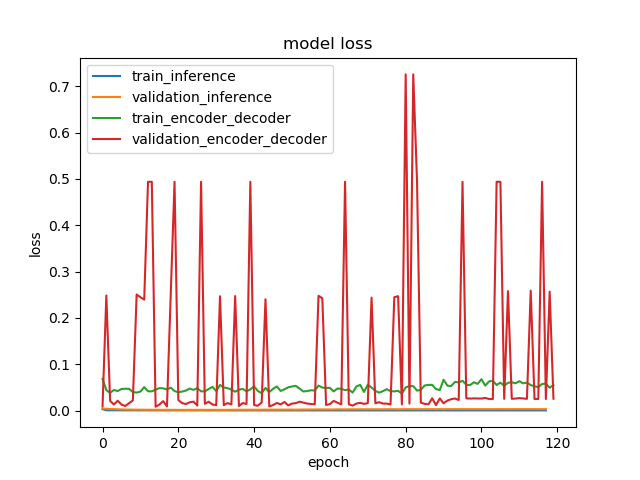 model loss
train_inference
validation_inference
train_encoder_decoder
validation_encoder_decoder
0.7
0.6
0.5
0.4
0.3
0.2
0.1
0.0
loss
0 20 40 60 80 100 120
epoch